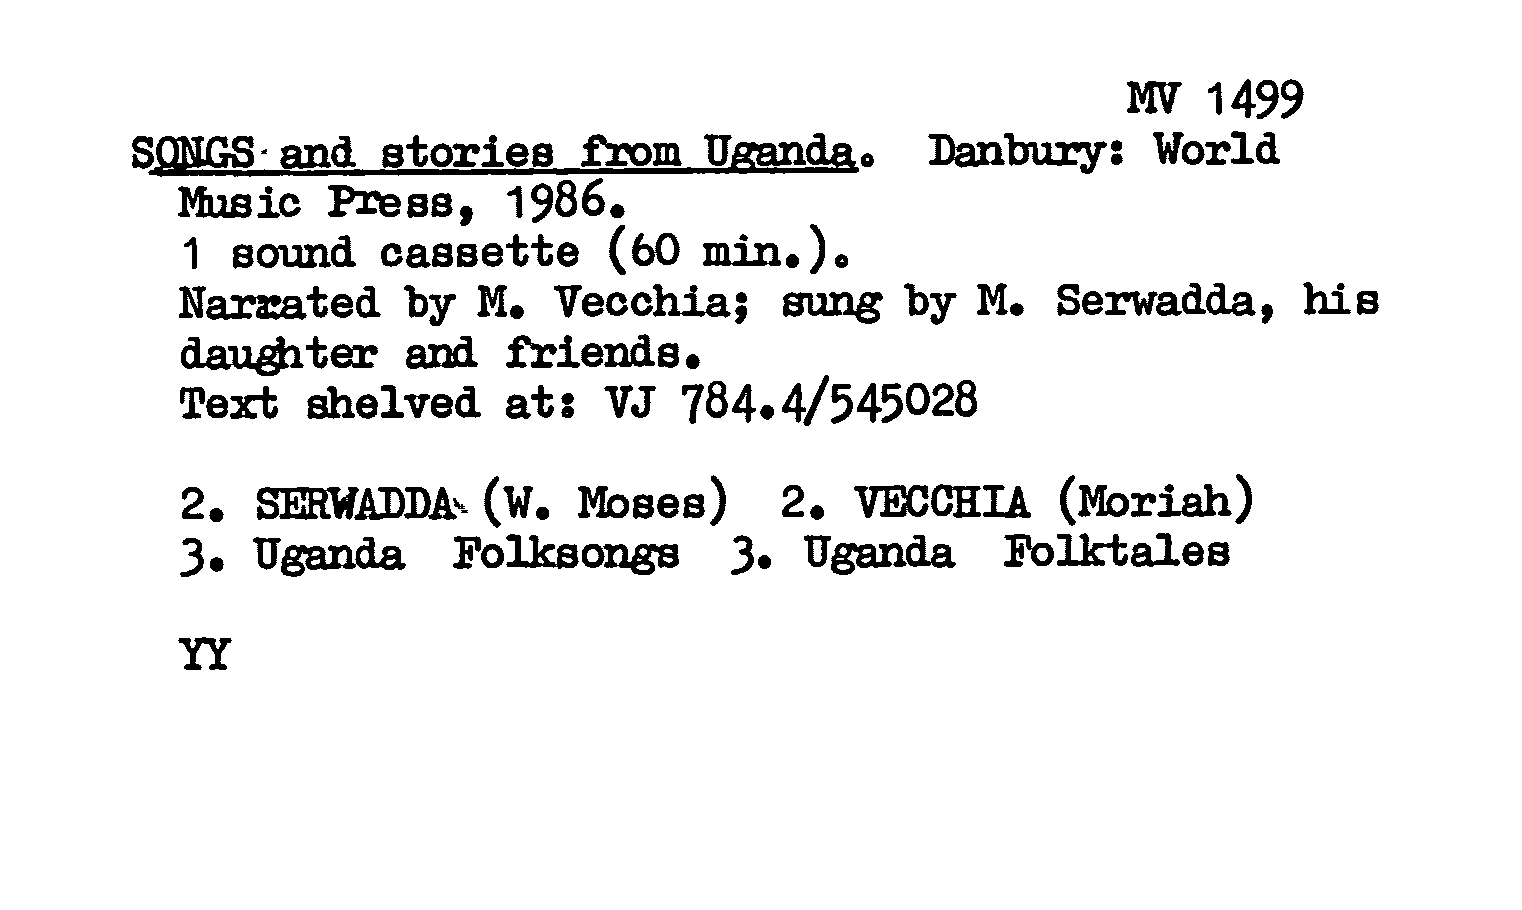 MV 1499
SONGS and stories from Uganda. Danbury: World
Music Press, 1986.
1 sound cassette (60 min.).
Narrated by M. Vecchia; sung by M. Serwadda, his
daughter and friends.
Text shelved at: VJ 784.4/545028
2. SERWADDA (W. Moses) 2. VECCHIA (Moriah)
3. Uganda Folksongs 3. Uganda Folktales
YY